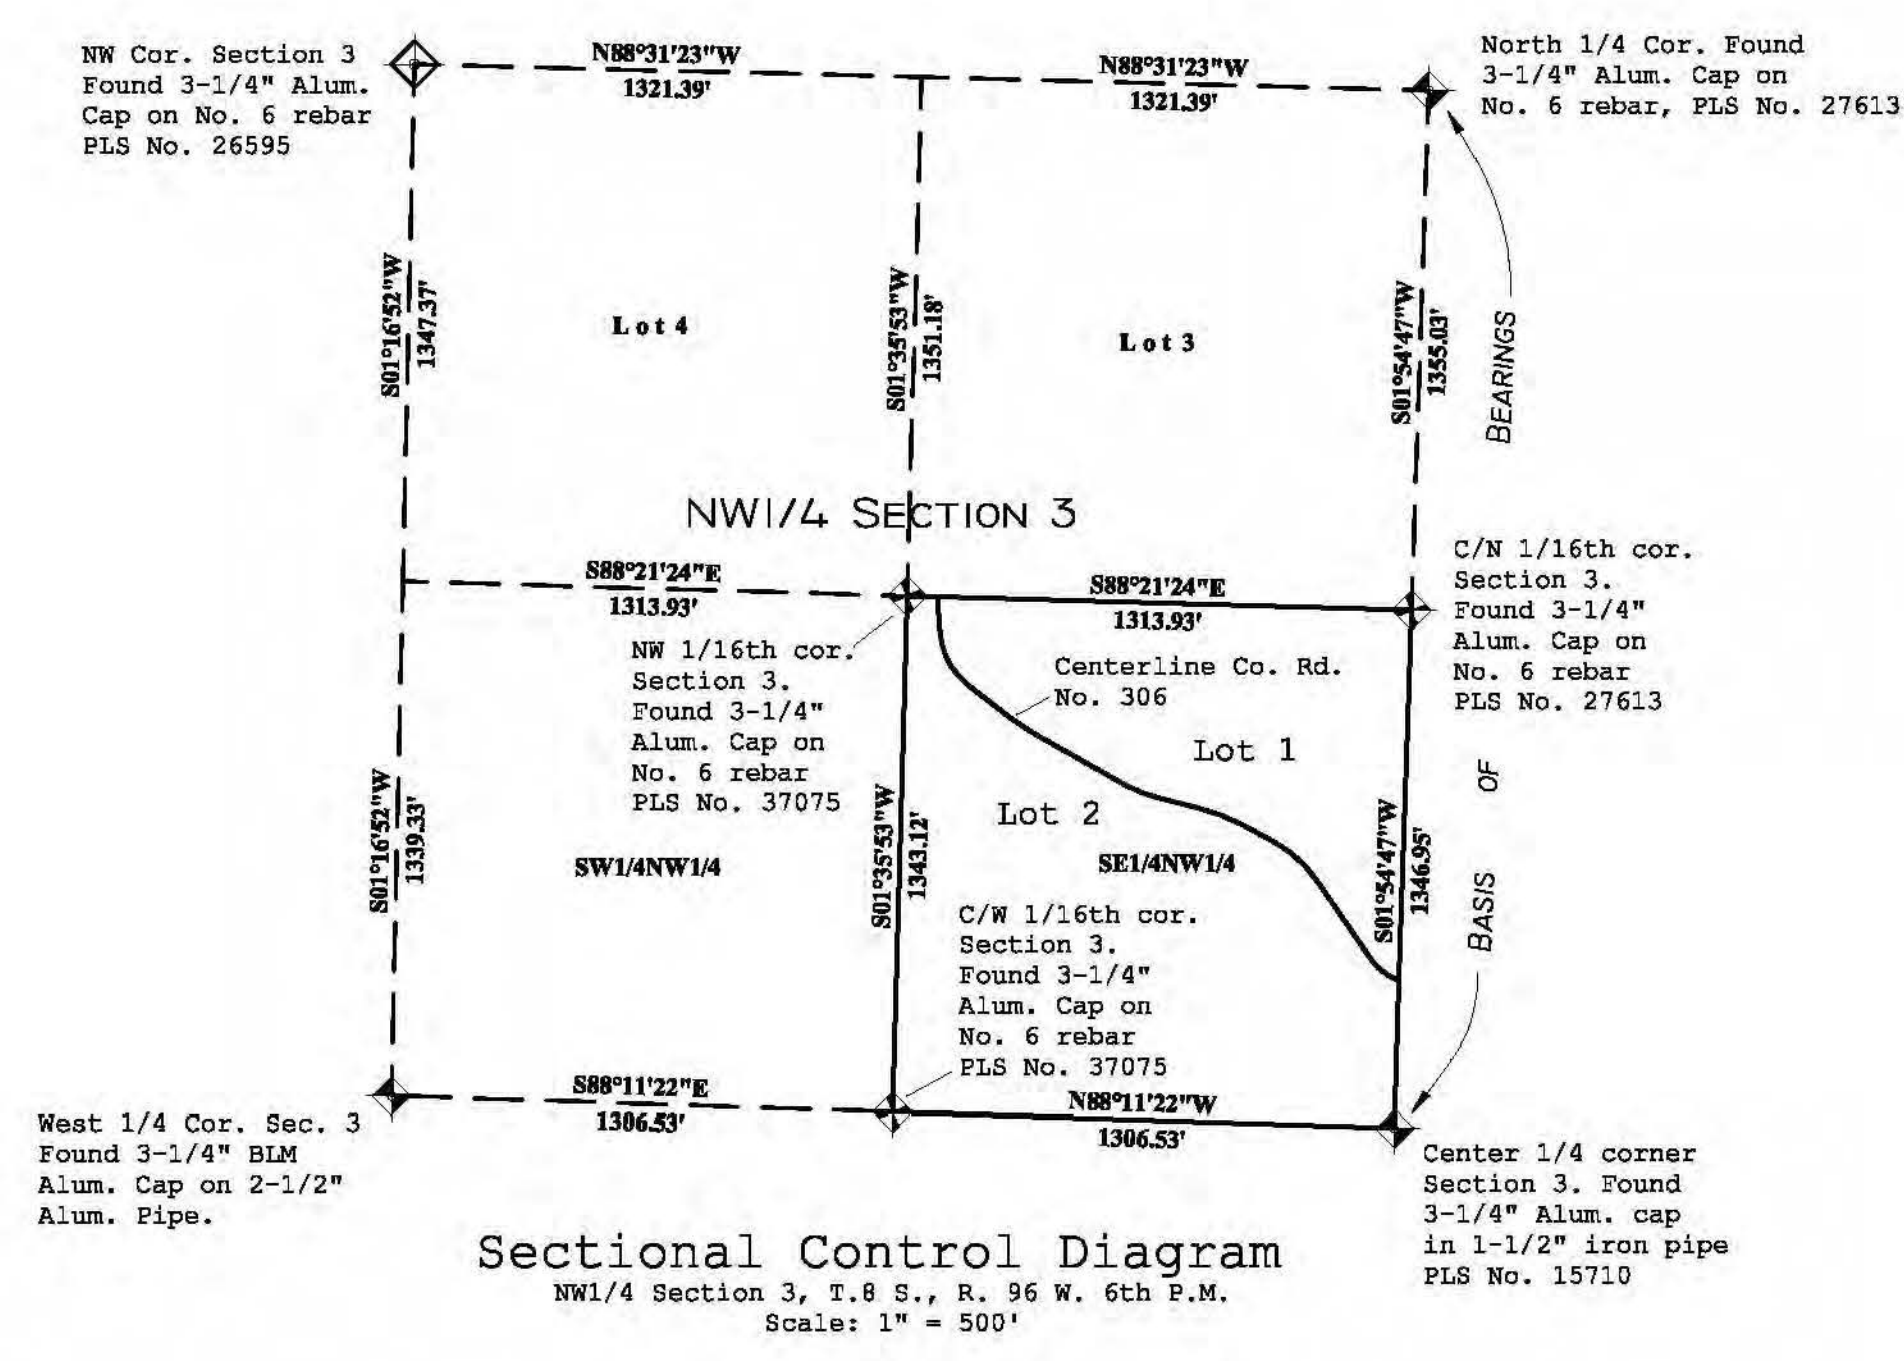 NW Cor. Section 3
Found 3-1/4" Alum.
Cap on No. 6 rebar
PLS No. 26595
N88°31'23"W
1321.39'
N88°31'23"W
1321.39'
North 1/4 Cor. Found
3-1/4" Alum. Cap on
No. 6 rebar, PLS No. 27613
S01°16'52"W
1347.37'
Lot 4
S01°35'53"W
1351.18'
Lot 3
S01°54'47"W
1355.03'
BASIS OF BEARINGS
NW1/4 SECTION 3
S88°21'24"E
1313.93'
S88°21'24"E
1313.93'
C/N 1/16th cor.
Section 3.
Found 3-1/4"
Alum. Cap on
No. 6 rebar
PLS No. 27613
NW 1/16th cor.
Section 3.
Found 3-1/4"
Alum. Cap on
No. 6 rebar
PLS No. 37075
Centerline Co. Rd.
No. 306
Lot 1
Lot 2
S01°16'52"W
1339.33'
SW1/4NW1/4
S01°35'53"W
1343.12'
SE1/4NW1/4
S01°54'47"W
1346.95'
C/W 1/16th cor.
Section 3.
Found 3-1/4"
Alum. Cap on
No. 6 rebar
PLS No. 37075
S88°11'22"E
1306.53'
N88°11'22"W
1306.53'
West 1/4 Cor. Sec. 3
Found 3-1/4" BLM
Alum. Cap on 2-1/2"
Alum. Pipe.
Center 1/4 corner
Section 3. Found
3-1/4" Alum. cap
in 1-1/2" iron pipe
PLS No. 15710
Sectional Control Diagram
NW1/4 Section 3, T.8 S., R. 96 W. 6th P.M.
Scale: 1" = 500'